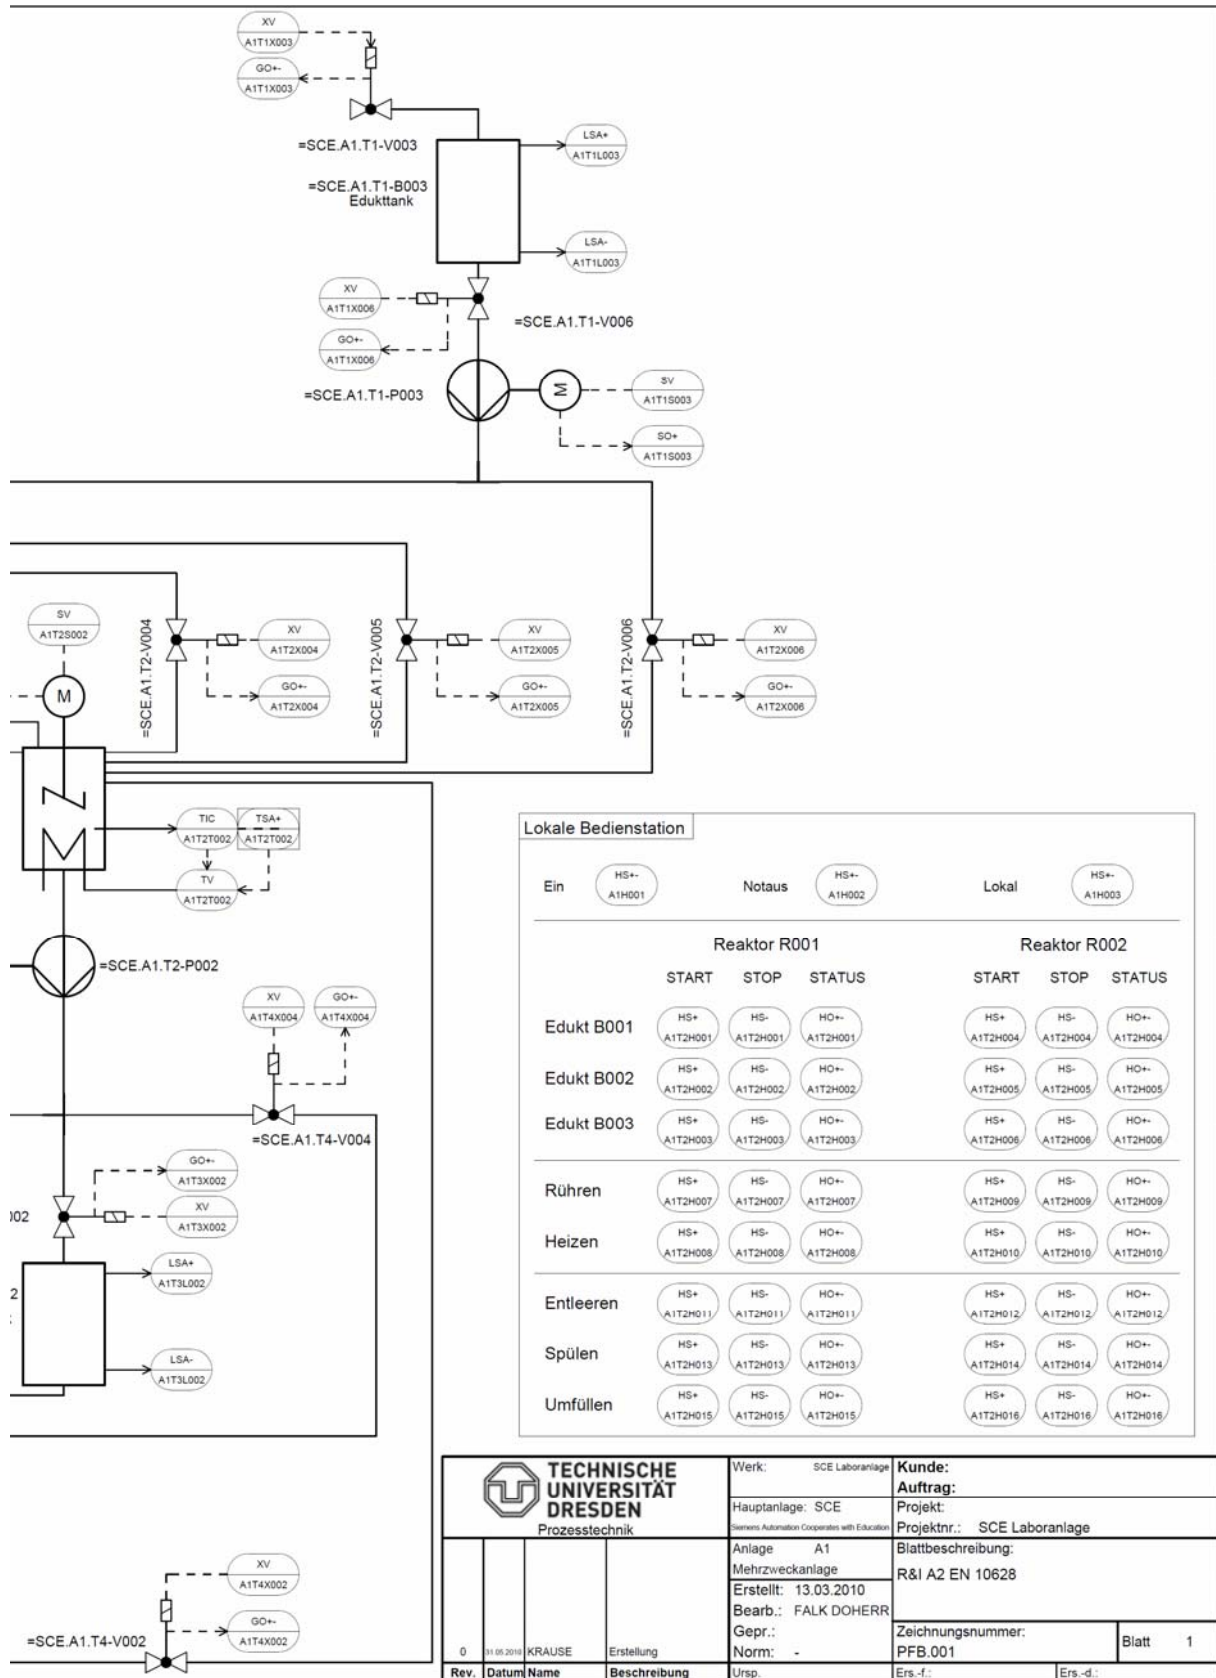 XV
A1T1X003
GO+-
A1T1X003
=SCE.A1.T1-V003
LSA+
A1T1L003
=SCE.A1.T1-B003
Edukttank
LSA-
A1T1L003
XV
A1T1X006
=SCE.A1.T1-V006
GO+-
A1T1X006
=SCE.A1.T1-P003
M
SV
A1T1S003
SO+
A1T1S003
SV
A1T2S002
M
=SCE.A1.T2-V004
XV
A1T2X004
GO+-
A1T2X004
=SCE.A1.T2-V005
XV
A1T2X005
GO+-
A1T2X005
=SCE.A1.T2-V006
XV
A1T2X006
GO+-
A1T2X006
TIC
A1T2T002
TSA+
A1T2T002
TV
A1T2T002
=SCE.A1.T2-P002
XV
A1T4X004
GO+-
A1T4X004
=SCE.A1.T4-V004
GO+-
A1T3X002
002
XV
A1T3X002
LSA+
A1T3L002
2
LSA-
A1T3L002
XV
A1T4X002
GO+-
A1T4X002
=SCE.A1.T4-V002
Lokale Bedienstation
Ein HS+- A1H001 Notaus HS+- A1H002 Lokal HS+- A1H003
Reaktor R001 Reaktor R002
START STOP STATUS START STOP STATUS
HS+ HS- HO+- HS+ HS- HO+-
Edukt B001
A1T2H001 A1T2H001 A1T2H001 A1T2H004 A1T2H004 A1T2H004
HS+ HS- HO+- HS+ HS- HO+-
Edukt B002
A1T2H002 A1T2H002 A1T2H002 A1T2H005 A1T2H005 A1T2H005
HS+ HS- HO+- HS+ HS- HO+-
Edukt B003
A1T2H003 A1T2H003 A1T2H003 A1T2H006 A1T2H006 A1T2H006
HS+ HS- HO+- HS+ HS- HO+-
Rühren
A1T2H007 A1T2H007 A1T2H007 A1T2H009 A1T2H009 A1T2H009
HS+ HS- HO+- HS+ HS- HO+-
Heizen
A1T2H008 A1T2H008 A1T2H008 A1T2H010 A1T2H010 A1T2H010
HS+ HS- HO+- HS+ HS- HO+-
Entleeren
A1T2H011 A1T2H011 A1T2H011 A1T2H012 A1T2H012 A1T2H012
HS+ HS- HO+- HS+ HS- HO+-
Spülen
A1T2H013 A1T2H013 A1T2H013 A1T2H014 A1T2H014 A1T2H014
HS+ HS- HO+- HS+ HS- HO+-
Umfüllen
A1T2H015 A1T2H015 A1T2H015 A1T2H016 A1T2H016 A1T2H016
TECHNISCHE
UNIVERSITÄT
DRESDEN
Prozesstechnik
0 31.05.2010 KRAUSE Erstellung
Rev. Datum Name Beschreibung
Werk: SCE Laboranlage
Hauptanlage: SCE
Siemens Automation Cooperates with Education
Anlage A1
Mehrzweckanlage
Erstellt: 13.03.2010
Bearb.: FALK DOHERR
Gepr.:
Norm: -
Ursp.
Kunde:
Auftrag:
Projekt:
Projektnr.: SCE Laboranlage
Blattbeschreibung:
R&I A2 EN 10628
Zeichnungsnummer:
PFB.001
Blatt 1
Ers.-f.: Ers.-d.: